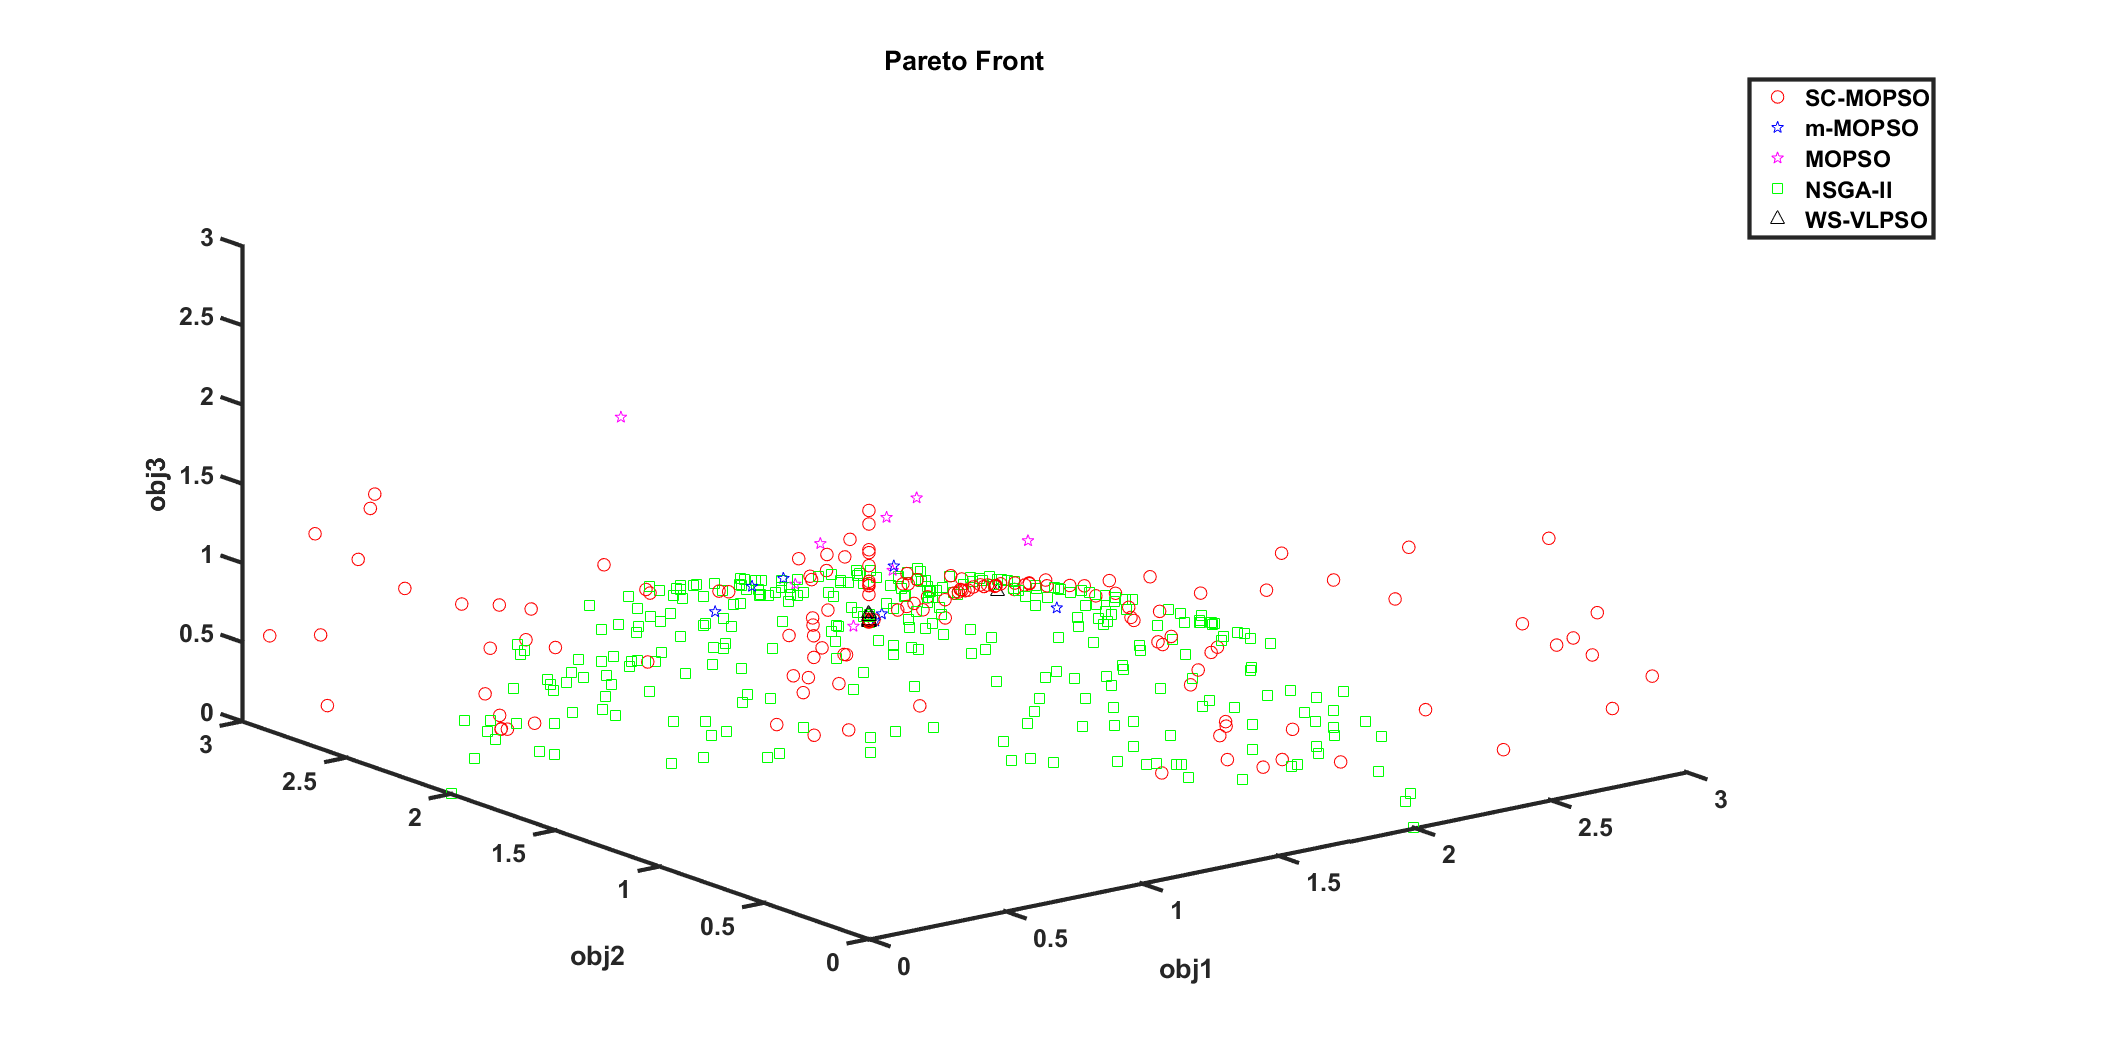 Pareto Front
SC-MOPSO
m-MOPSO
MOPSO
NSGA-II
WS-VLPSO
3
2.5
2
1.5
1
0.5
0
obj3
3
2.5
2
1.5
1
0.5
0
obj2
0
0.5
1
1.5
2
2.5
3
obj1